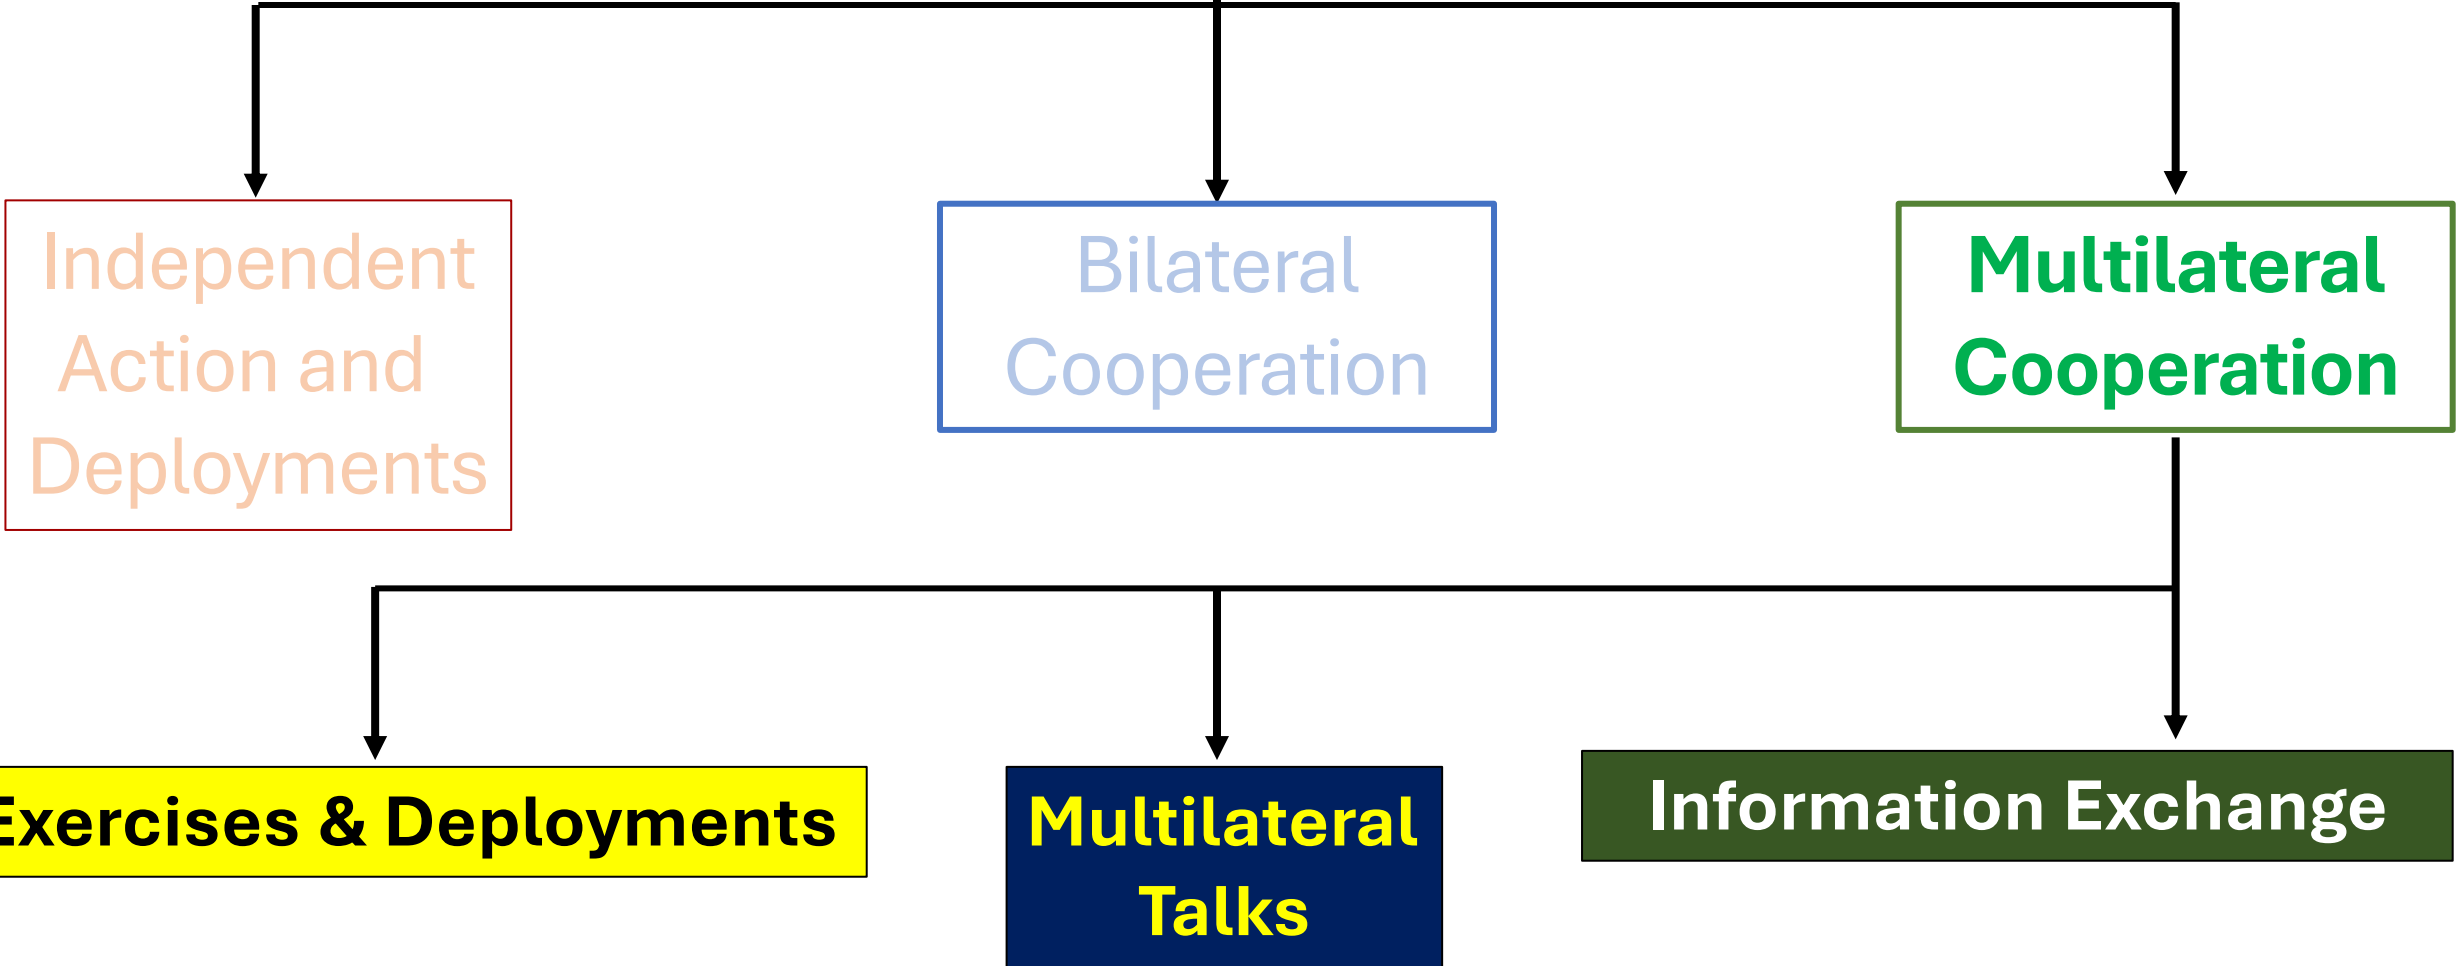 Independent
Action and
Deployments
Bilateral
Cooperation
Multilateral
Cooperation
Exercises & Deployments
Multilateral
Talks
Information Exchange